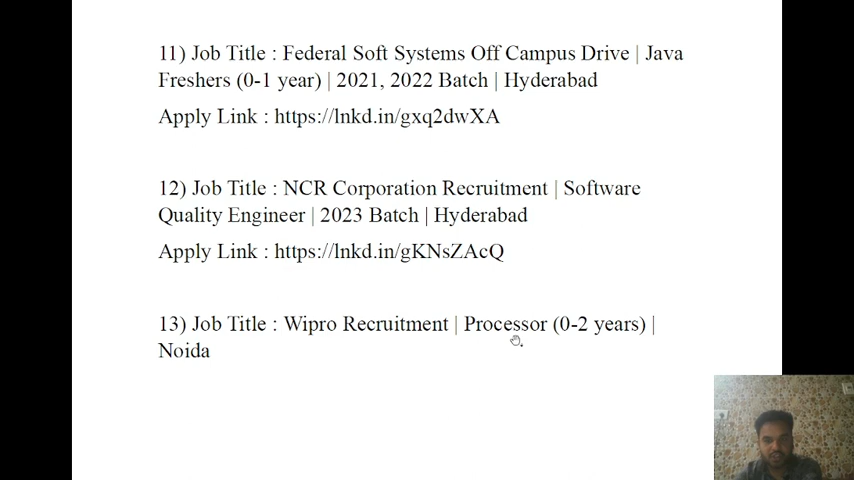 11) Job Title : Federal Soft Systems Off Campus Drive | Java
Freshers (0-1 year) | 2021, 2022 Batch | Hyderabad
Apply Link : https://lnkd.in/gxq2dwXA
12) Job Title : NCR Corporation Recruitment | Software
Quality Engineer | 2023 Batch | Hyderabad
Apply Link : https://lnkd.in/gKNsZAcQ
13) Job Title : Wipro Recruitment | Processor (0-2 years) |
Noida